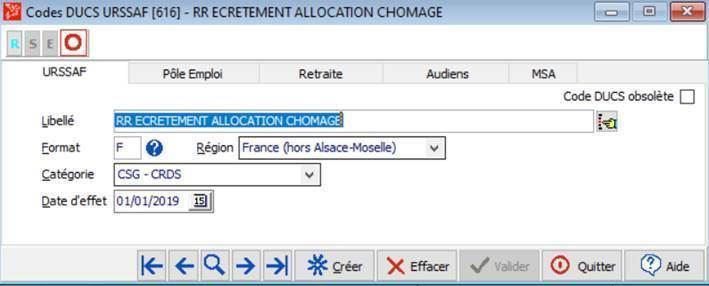 Codes DUCS URSSAF [616] - RR ECRETEMENT ALLOCATION CHOMAGE
R S E
URSSAF Pôle Emploi Retraite Audiens MSA
Code DUCS obsolète
Libellé RR ECRETEMENT ALLOCATION CHOMAGE
Format F Région France (hors Alsace-Moselle)
Catégorie CSG - CRDS
Date d'effet 01/01/2019 15
Créer Effacer Valider Quitter Aide